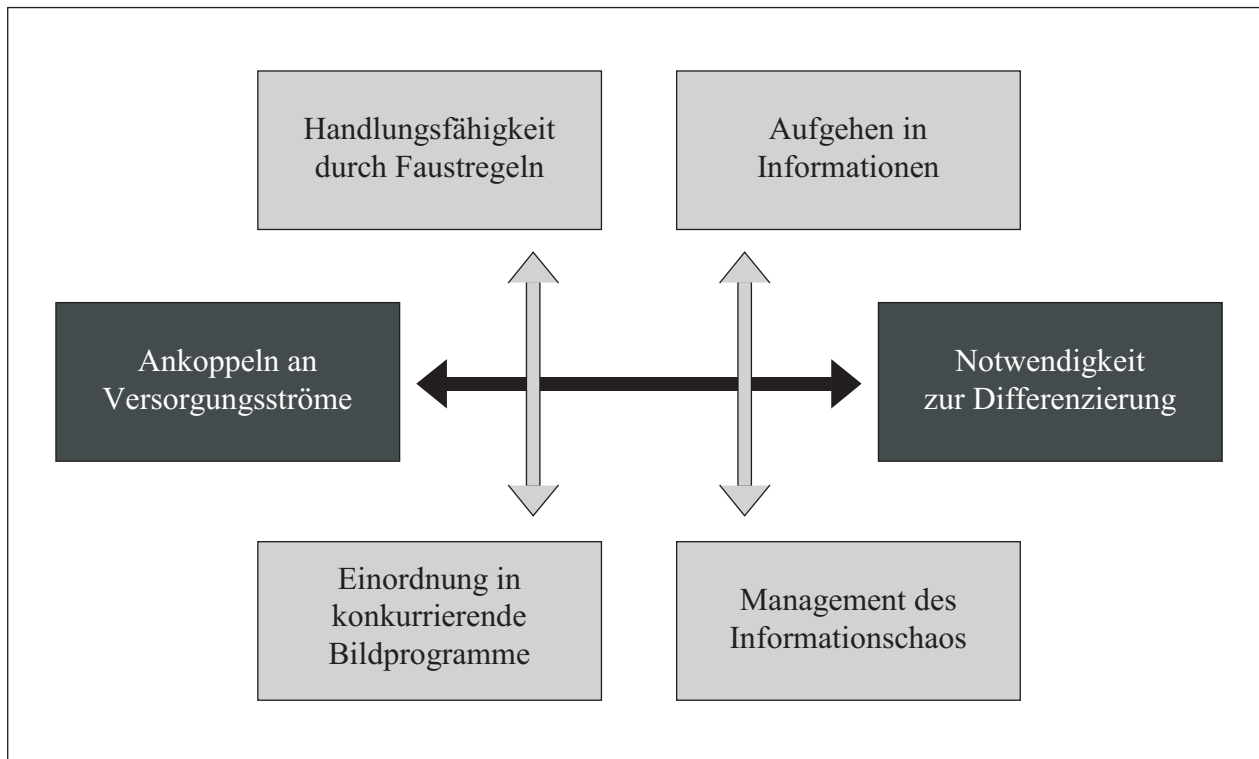 Handlungsfähigkeit
durch Faustregeln
Aufgehen in
Informationen
Ankoppeln an
Versorgungsströme
Notwendigkeit
zur Differenzierung
Einordnung in
konkurrierende
Bildprogramme
Management des
Informationschaos